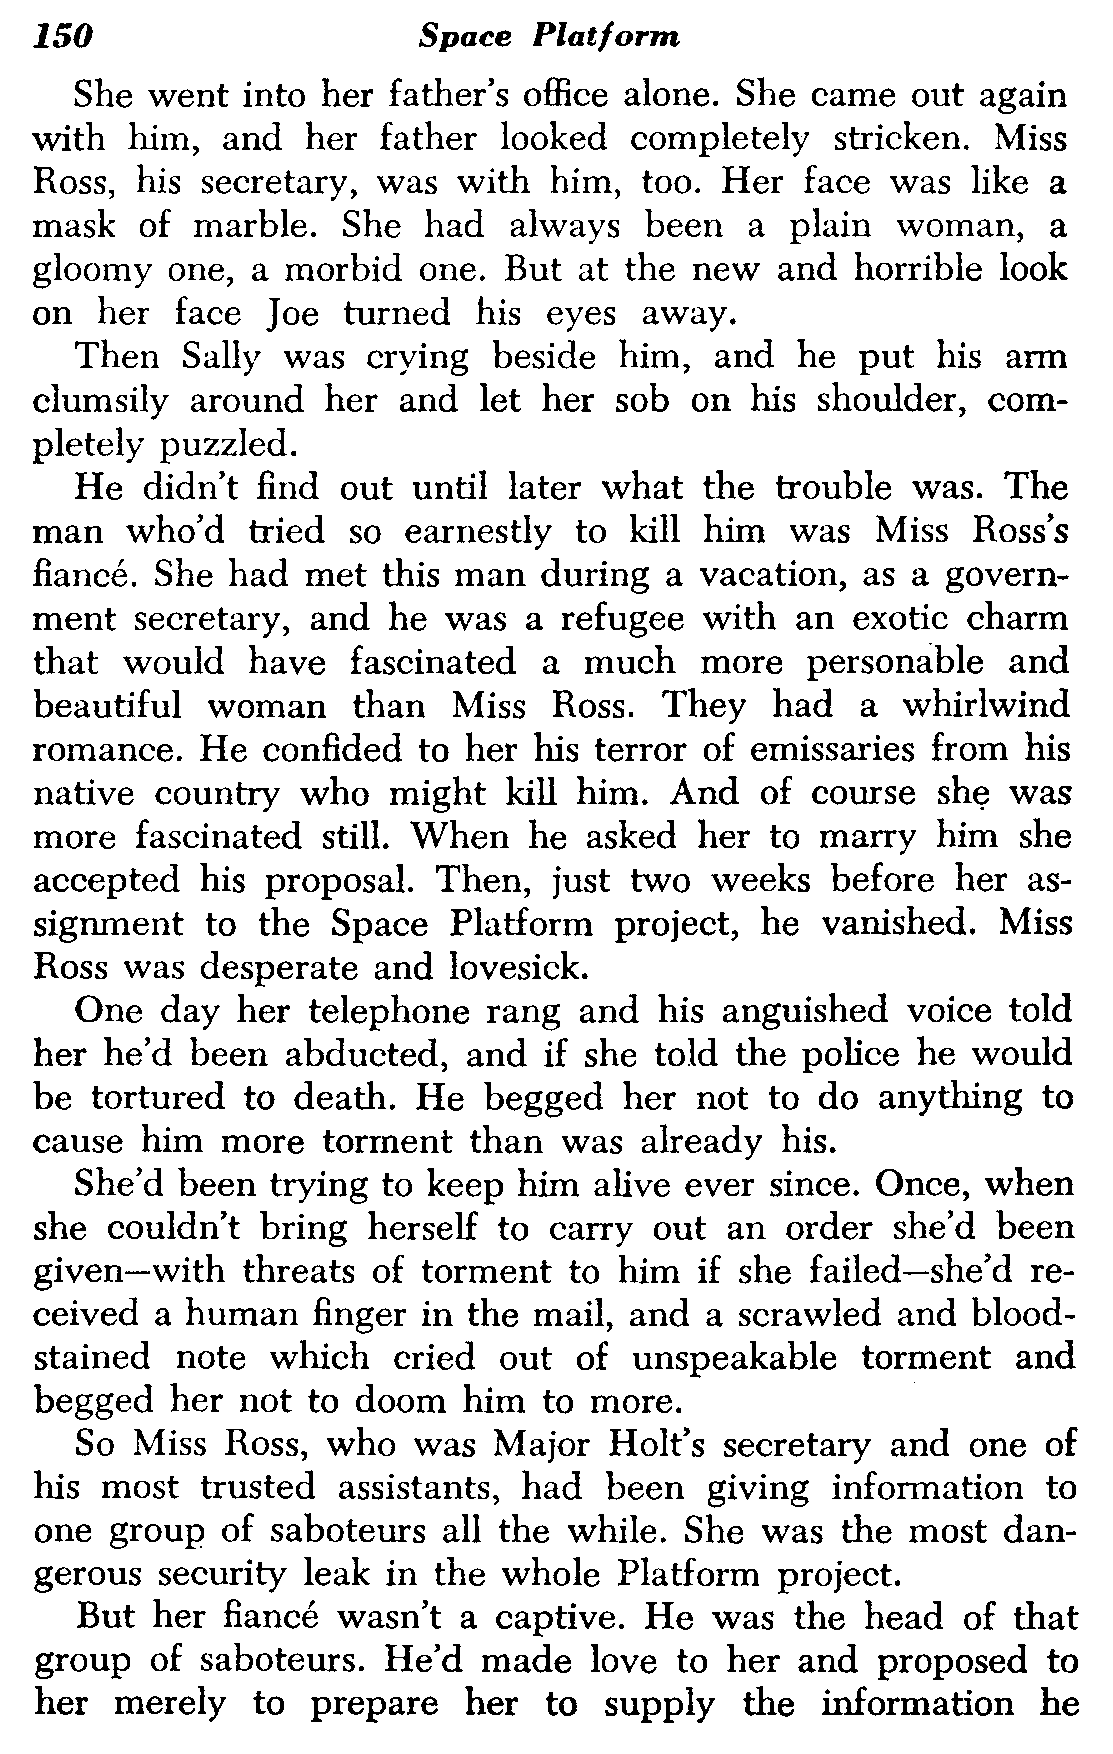 150 Space Platform
She went into her father's office alone. She came out again
with him, and her father looked completely stricken. Miss
Ross, his secretary, was with him, too. Her face was like a
mask of marble. She had always been a plain woman, a
gloomy one, a morbid one. But at the new and horrible look
on her face Joe turned his eyes away.
Then Sally was crying beside him, and he put his arm
clumsily around her and let her sob on his shoulder, com-
pletely puzzled.
He didn't find out until later what the trouble was. The
man who'd tried so earnestly to kill him was Miss Ross's
fiancé. She had met this man during a vacation, as a govern-
ment secretary, and he was a refugee with an exotic charm
that would have fascinated a much more personable and
beautiful woman than Miss Ross. They had a whirlwind
romance. He confided to her his terror of emissaries from his
native country who might kill him. And of course she was
more fascinated still. When he asked her to marry him she
accepted his proposal. Then, just two weeks before her as-
signment to the Space Platform project, he vanished. Miss
Ross was desperate and lovesick.
One day her telephone rang and his anguished voice told
her he'd been abducted, and if she told the police he would
be tortured to death. He begged her not to do anything to
cause him more torment than was already his.
She'd been trying to keep him alive ever since. Once, when
she couldn't bring herself to carry out an order she'd been
given—with threats of torment to him if she failed—she'd re-
ceived a human finger in the mail, and a scrawled and blood-
stained note which cried out of unspeakable torment and
begged her not to doom him to more.
So Miss Ross, who was Major Holt's secretary and one of
his most trusted assistants, had been giving information to
one group of saboteurs all the while. She was the most dan-
gerous security leak in the whole Platform project.
But her fiancé wasn't a captive. He was the head of that
group of saboteurs. He'd made love to her and proposed to
her merely to prepare her to supply the information he